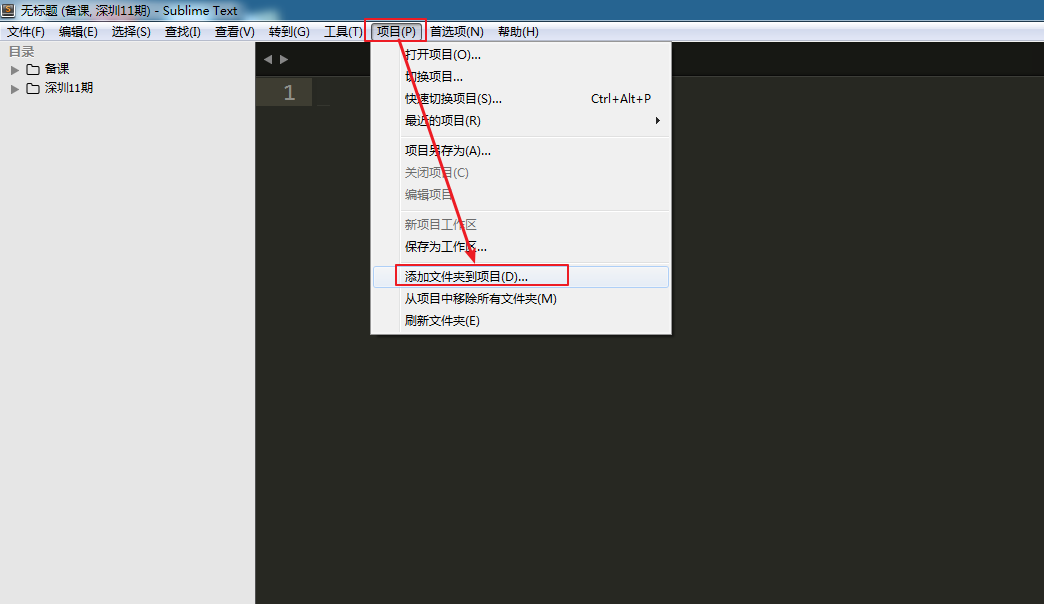 无标题 (备课, 深圳11期) - Sublime Text
文件(F) 编辑(E) 选择(S) 查找(I) 查看(V) 转到(G) 工具(T) 项目(P) 首选项(N) 帮助(H)
目录
备课
深圳11期
1
打开项目(O)...
切换项目...
快速切换项目(S)... Ctrl+Alt+P
最近的项目(R)
项目另存为(A)...
关闭项目(C)
编辑项目
新项目工作区
保存为工作区...
添加文件夹到项目(D)...
从项目中移除所有文件夹(M)
刷新文件夹(E)